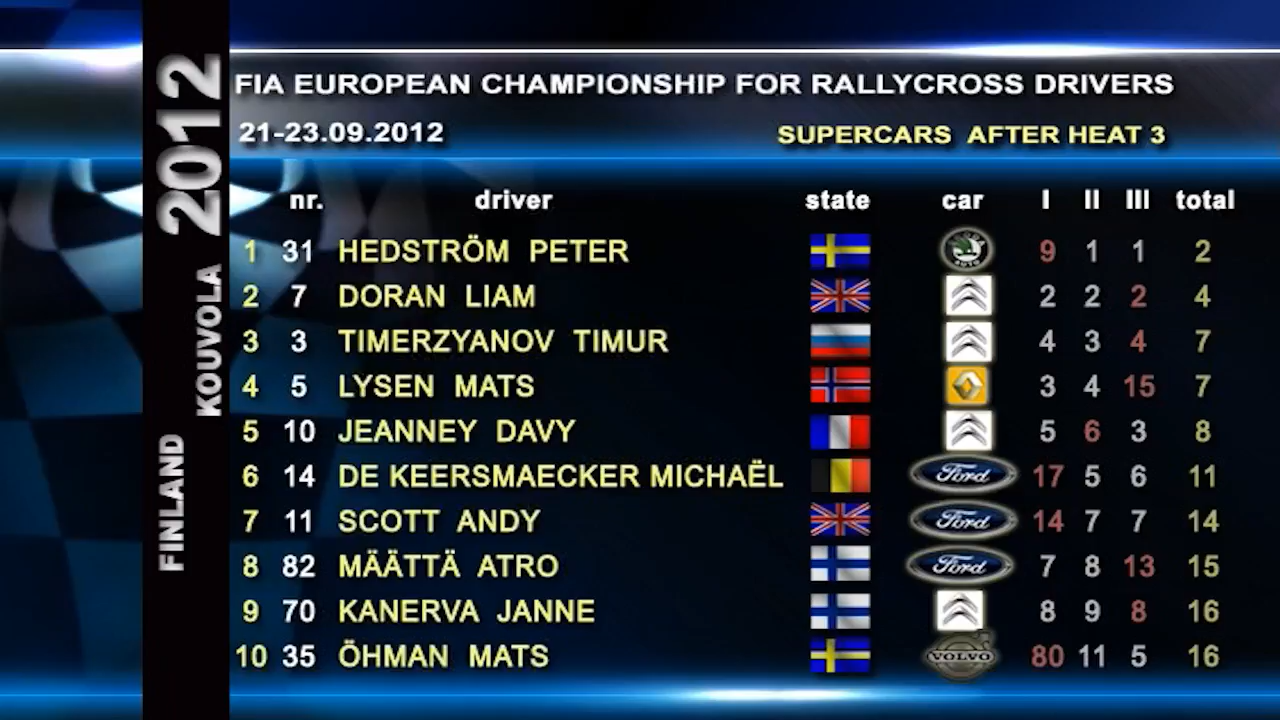 FIA EUROPEAN CHAMPIONSHIP FOR RALLYCROSS DRIVERS
21-23.09.2012 SUPERCARS AFTER HEAT 3
FINLAND KOUVOLA 2012
nr. driver state car I II III total
1 31 HEDSTRÖM PETER 9 1 1 2
2 7 DORAN LIAM 2 2 2 4
3 3 TIMERZYANOV TIMUR 4 3 4 7
4 5 LYSEN MATS 3 4 15 7
5 10 JEANNEY DAVY 5 6 3 8
6 14 DE KEERSMAECKER MICHAËL Ford 17 5 6 11
7 11 SCOTT ANDY Ford 14 7 7 14
8 82 MÄÄTTÄ ATRO Ford 7 8 13 15
9 70 KANERVA JANNE 8 9 8 16
10 35 ÖHMAN MATS VOLVO 80 11 5 16